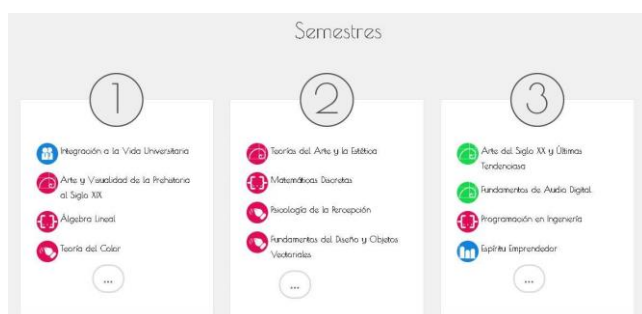 Semestres
1
Integración a la Vida Universitaria
Arte y Visualidad de la Prehistoria
al Siglo XIX
Álgebra Lineal
Teoría del Color
...
2
Teorías del Arte y la Estética
Matemáticas Discretas
Psicología de la Percepción
Fundamentos del Diseño y Objetos
Vectoriales
...
3
Arte del Siglo XX y Últimas
Tendenciasa
Fundamentos de Audio Digital
Programación en Ingeniería
Espíritu Emprendedor
...